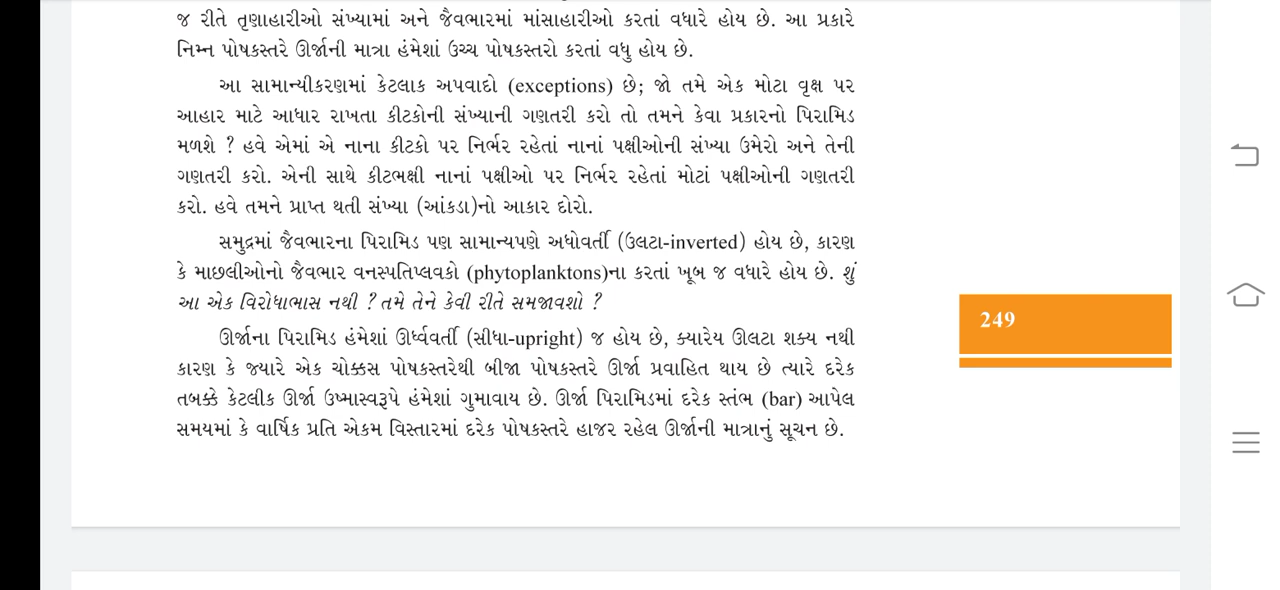 જ રીતે તૃણાહારીઓ સંખ્યામાં અને જૈવભારમાં માંસાહારીઓ કરતાં વધારે હોય છે. આ પ્રકારે
નિમ્ન પોષકસ્તરે ઊર્જાની માત્રા હંમેશાં ઉચ્ચ પોષકસ્તરો કરતાં વધુ હોય છે.
આ સામાન્યીકરણમાં કેટલાક અપવાદો (exceptions) છે; જો તમે એક મોટા વૃક્ષ પર
આહાર માટે આધાર રાખતા કીટકોની સંખ્યાની ગણતરી કરો તો તમને કેવા પ્રકારનો પિરામિડ
મળશે ? હવે એમાં એ નાના કીટકો પર નિર્ભર રહેતાં નાનાં પક્ષીઓની સંખ્યા ઉમેરો અને તેની
ગણતરી કરો. એની સાથે કીટભક્ષી નાનાં પક્ષીઓ પર નિર્ભર રહેતાં મોટાં પક્ષીઓની ગણતરી
કરો. હવે તમને પ્રાપ્ત થતી સંખ્યા (આંકડા)નો આકાર દોરો.
સમુદ્રમાં જૈવભારના પિરામિડ પણ સામાન્યપણે અધોવર્તી (ઉલટા-inverted) હોય છે, કારણ
કે માછલીઓનો જૈવભાર વનસ્પતિપ્લવકો (phytoplanktons)ના કરતાં ખૂબ જ વધારે હોય છે. શું
આ એક વિરોધાભાસ નથી ? તમે તેને કેવી રીતે સમજાવશો ?
249
ઊર્જાના પિરામિડ હંમેશાં ઊર્ધ્વવર્તી (સીધા-upright) જ હોય છે, ક્યારેય ઊલટા શક્ય નથી
કારણ કે જ્યારે એક ચોક્કસ પોષકસ્તરેથી બીજા પોષકસ્તરે ઊર્જા પ્રવાહિત થાય છે ત્યારે દરેક
તબક્કે કેટલીક ઊર્જા ઉષ્માસ્વરૂપે હંમેશાં ગુમાવાય છે. ઊર્જા પિરામિડમાં દરેક સ્તંભ (bar) આપેલ
સમયમાં કે વાર્ષિક પ્રતિ એકમ વિસ્તારમાં દરેક પોષકસ્તરે હાજર રહેલ ઊર્જાની માત્રાનું સૂચન છે.